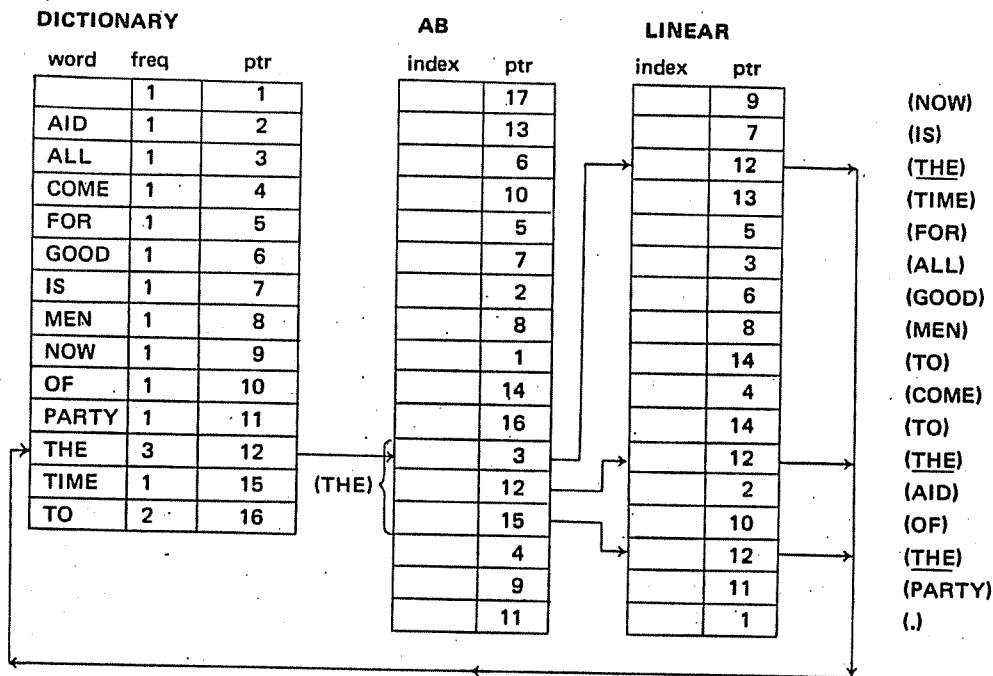 DICTIONARY AB LINEAR
word freq ptr index ptr index ptr
1 1 17 9 (NOW)
AID 1 2 13 7 (IS)
ALL 1 3 6 12 (THE)
COME 1 4 10 13 (TIME)
FOR 1 5 5 5 (FOR)
GOOD 1 6 7 3 (ALL)
IS 1 7 2 6 (GOOD)
MEN 1 8 8 8 (MEN)
NOW 1 9 1 14 (TO)
OF 1 10 14 4 (COME)
PARTY 1 11 16 14 (TO)
THE 3 12 3 12 (THE)
TIME 1 15 (THE) 12 2 (AID)
TO 2 16 15 10 (OF)
4 12 (THE)
9 11 (PARTY)
11 1 (.)